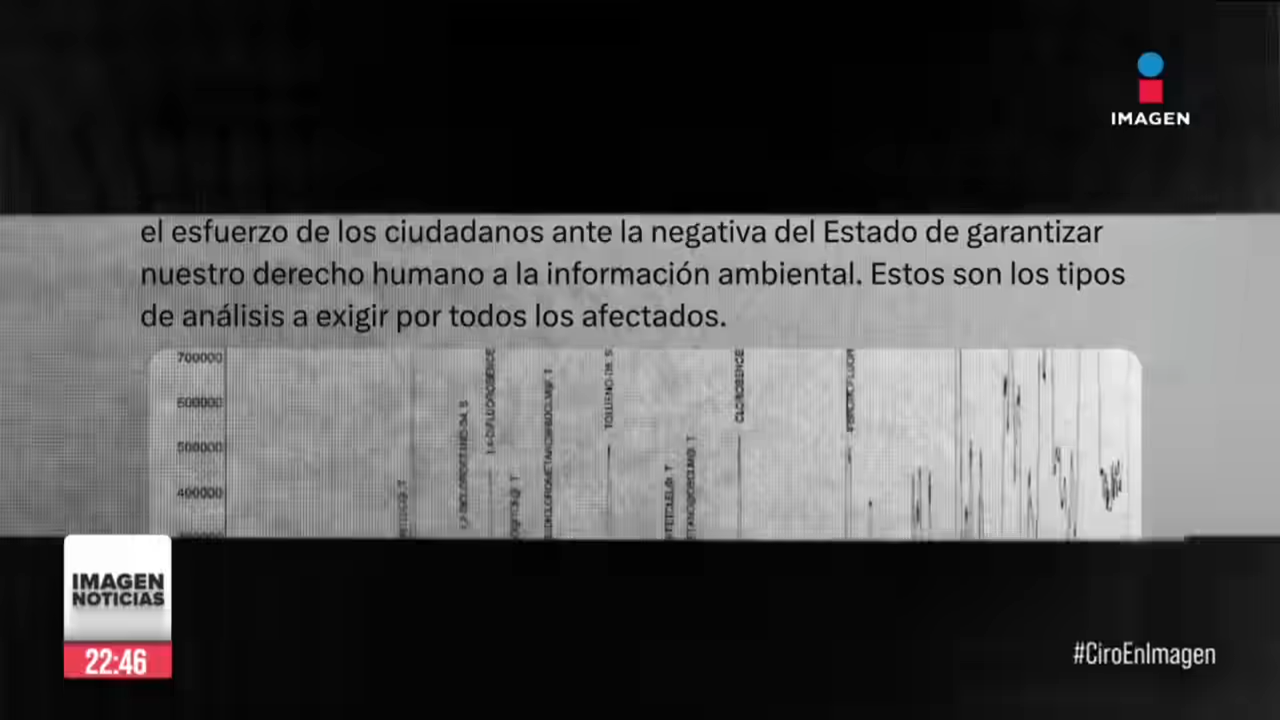 IMAGEN
el esfuerzo de los ciudadanos ante la negativa del Estado de garantizar
nuestro derecho humano a la información ambiental. Estos son los tipos
de análisis a exigir por todos los afectados.
700000
600000
500000
400000
IMAGEN
NOTICIAS
22:46
#CiroEnImagen